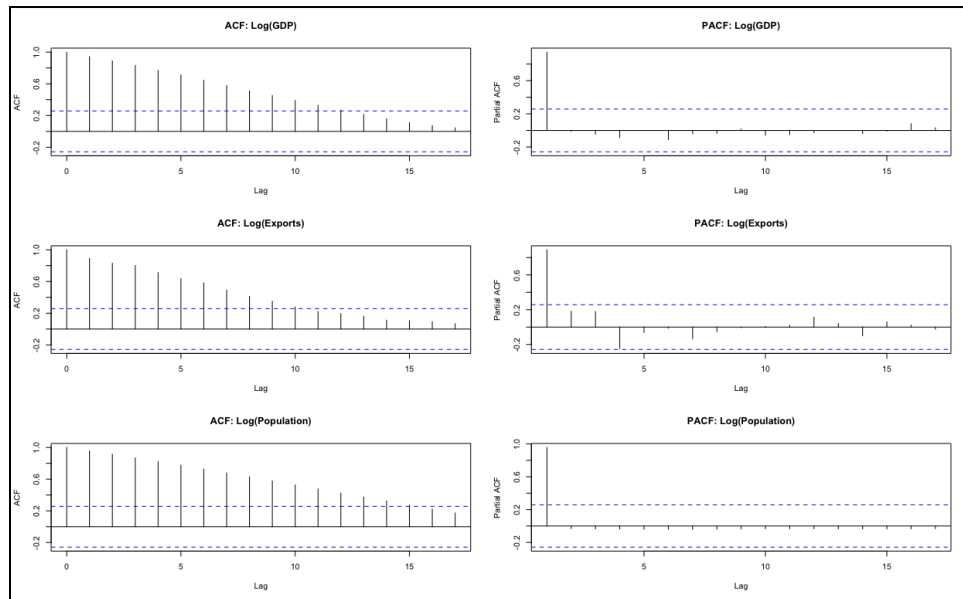 ACF: Log(GDP)
ACF
1.0
0.6
0.2
-0.2
0 5 10 15
Lag
PACF: Log(GDP)
Partial ACF
0.6
0.2
-0.2
5 10 15
Lag
ACF: Log(Exports)
ACF
1.0
0.6
0.2
-0.2
0 5 10 15
Lag
PACF: Log(Exports)
Partial ACF
0.6
0.2
-0.2
5 10 15
Lag
ACF: Log(Population)
ACF
1.0
0.6
0.2
-0.2
0 5 10 15
Lag
PACF: Log(Population)
Partial ACF
1.0
0.6
0.2
-0.2
5 10 15
Lag